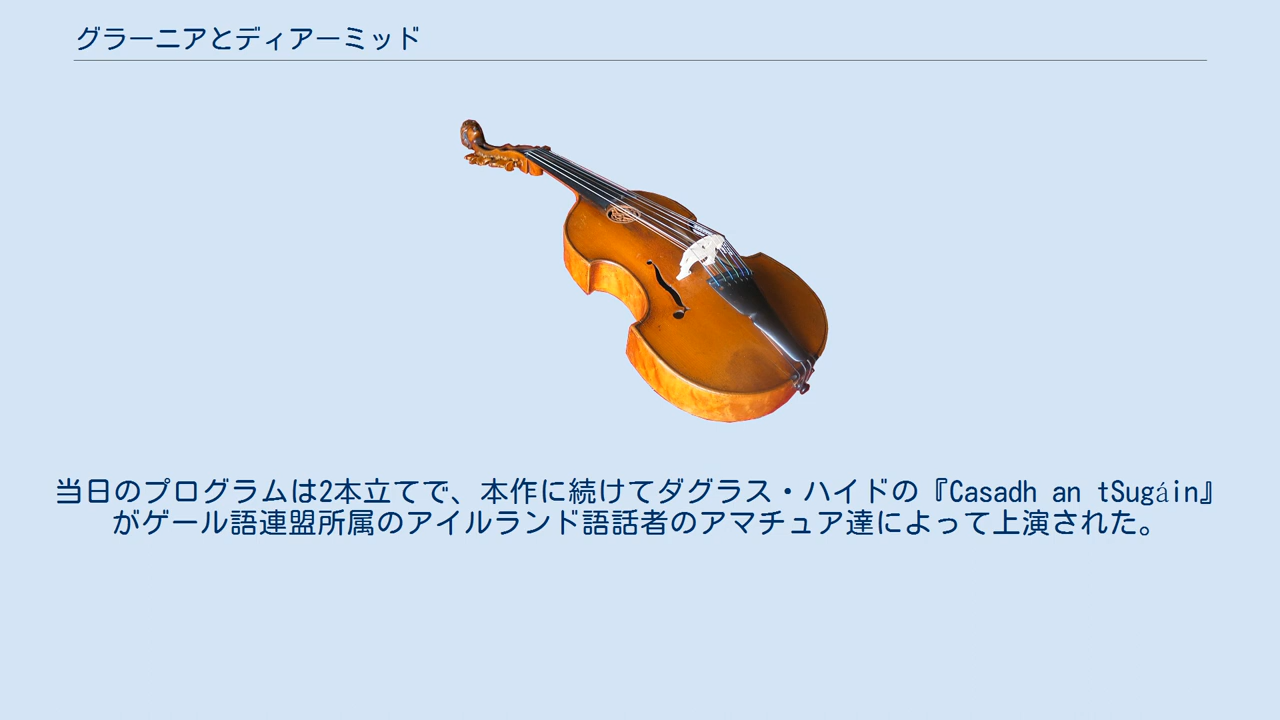 グラーニアとディアーミッド
当日のプログラムは2本立てで、本作に続けてダグラス・ハイドの『Casadh an tSugáin』
がゲール語連盟所属のアイルランド語話者のアマチュア達によって上演された。